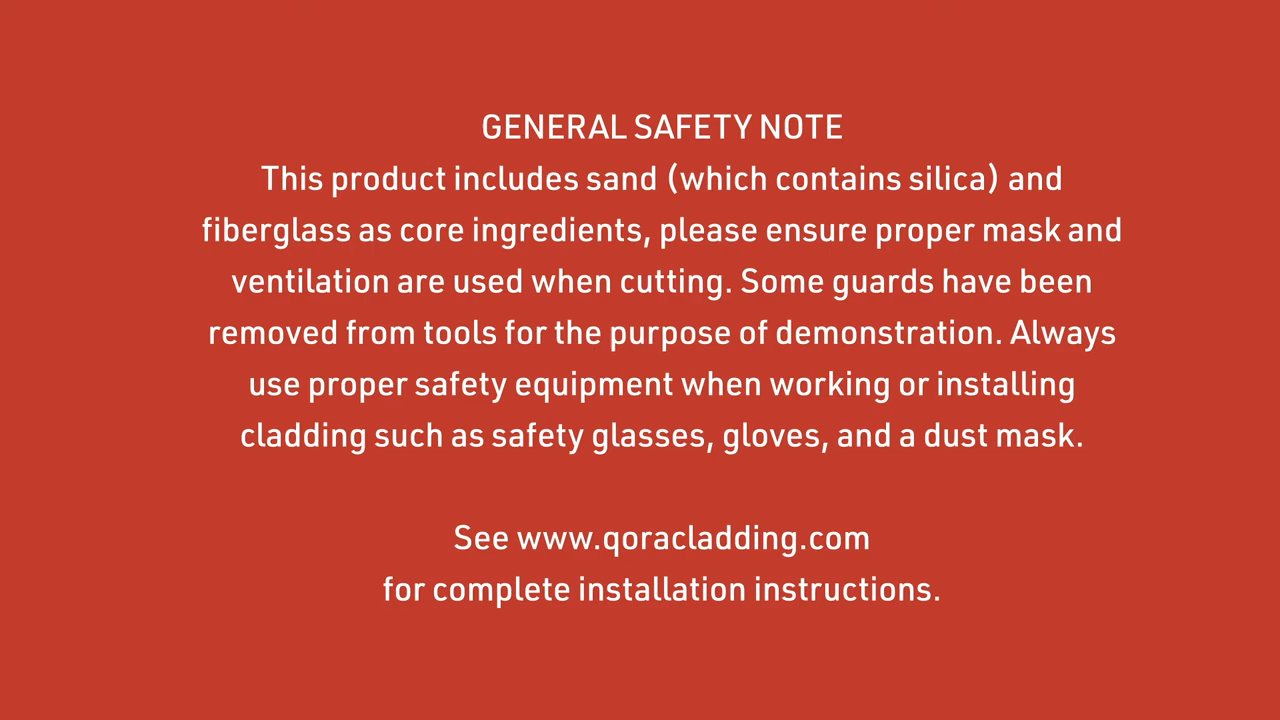 GENERAL SAFETY NOTE
This product includes sand (which contains silica) and
fiberglass as core ingredients, please ensure proper mask and
ventilation are used when cutting. Some guards have been
removed from tools for the purpose of demonstration. Always
use proper safety equipment when working or installing
cladding such as safety glasses, gloves, and a dust mask.
See www.qoracladding.com
for complete installation instructions.